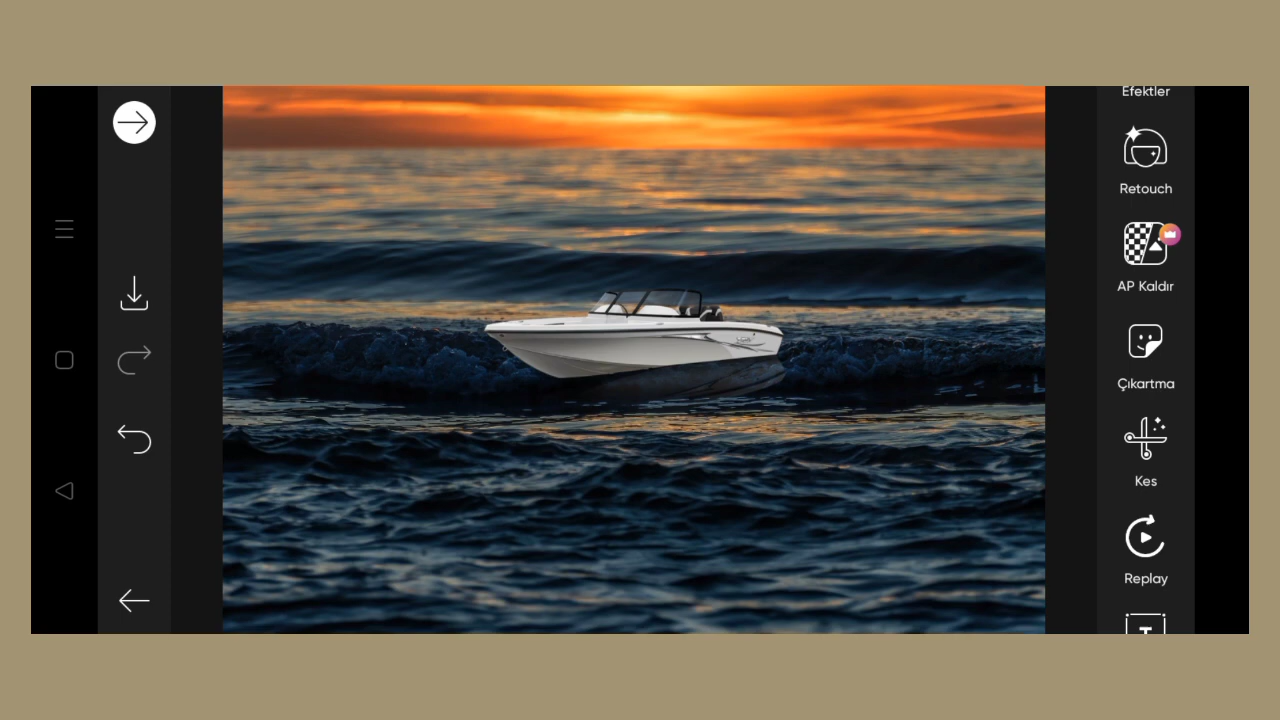 Efektler
Retouch
AP Kaldır
Çıkartma
Kes
Replay
T